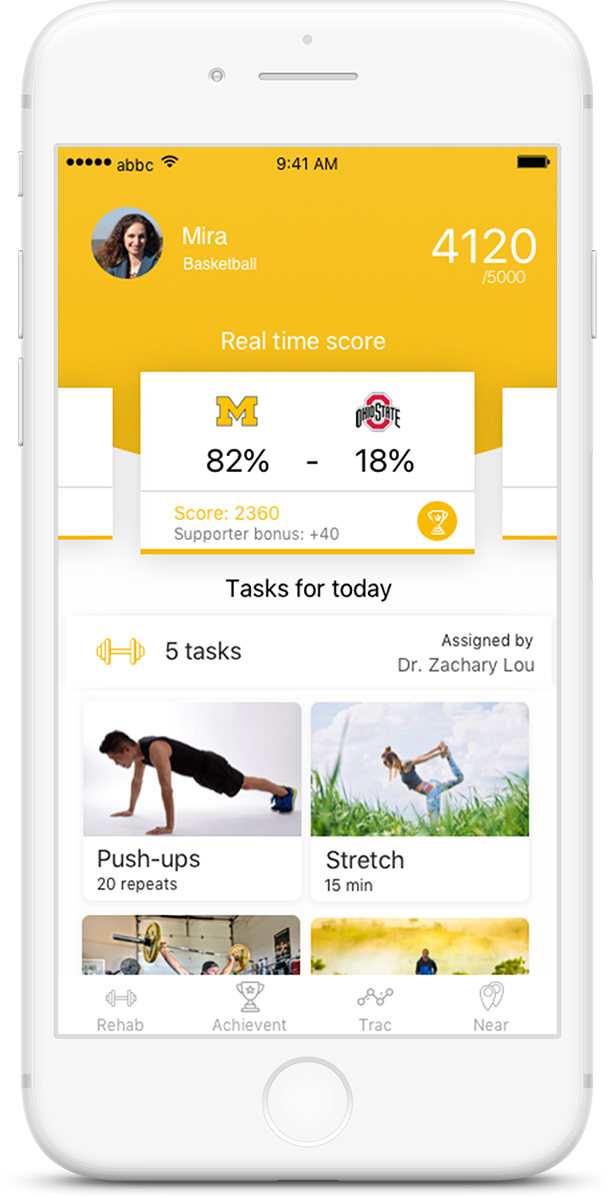 abbc 9:41 AM
Mira
Basketball
4120
/5000
Real time score
M OHIO STATE
82% - 18%
Score: 2360
Supporter bonus: +40
Tasks for today
5 tasks
Assigned by
Dr. Zachary Lou
Push-ups
20 repeats
Stretch
15 min
Rehab Achievent Trac Near